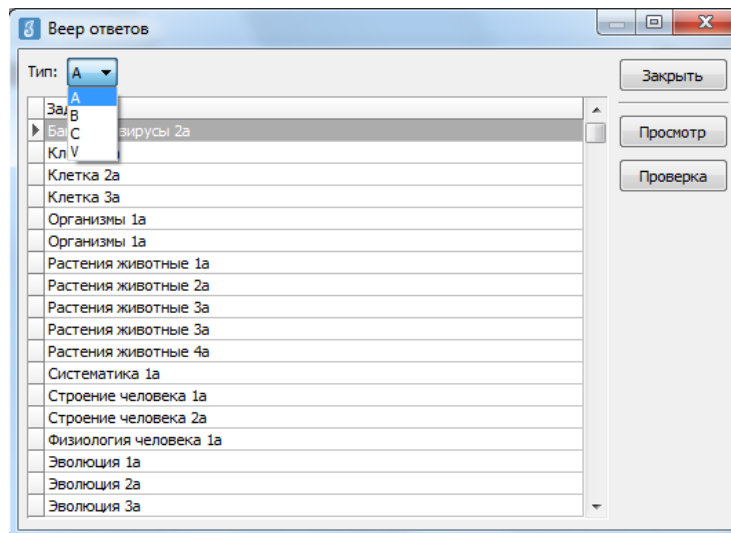 Веер ответов
Тип: A
Закрыть
A
B
C
V
Зад
Ба вирусы 2а
Просмотр
Кл а
Клетка 2а
Проверка
Клетка 3а
Организмы 1а
Организмы 1а
Растения животные 1а
Растения животные 2а
Растения животные 3а
Растения животные 3а
Растения животные 4а
Систематика 1а
Строение человека 1а
Строение человека 2а
Физиология человека 1а
Эволюция 1а
Эволюция 2а
Эволюция 3а